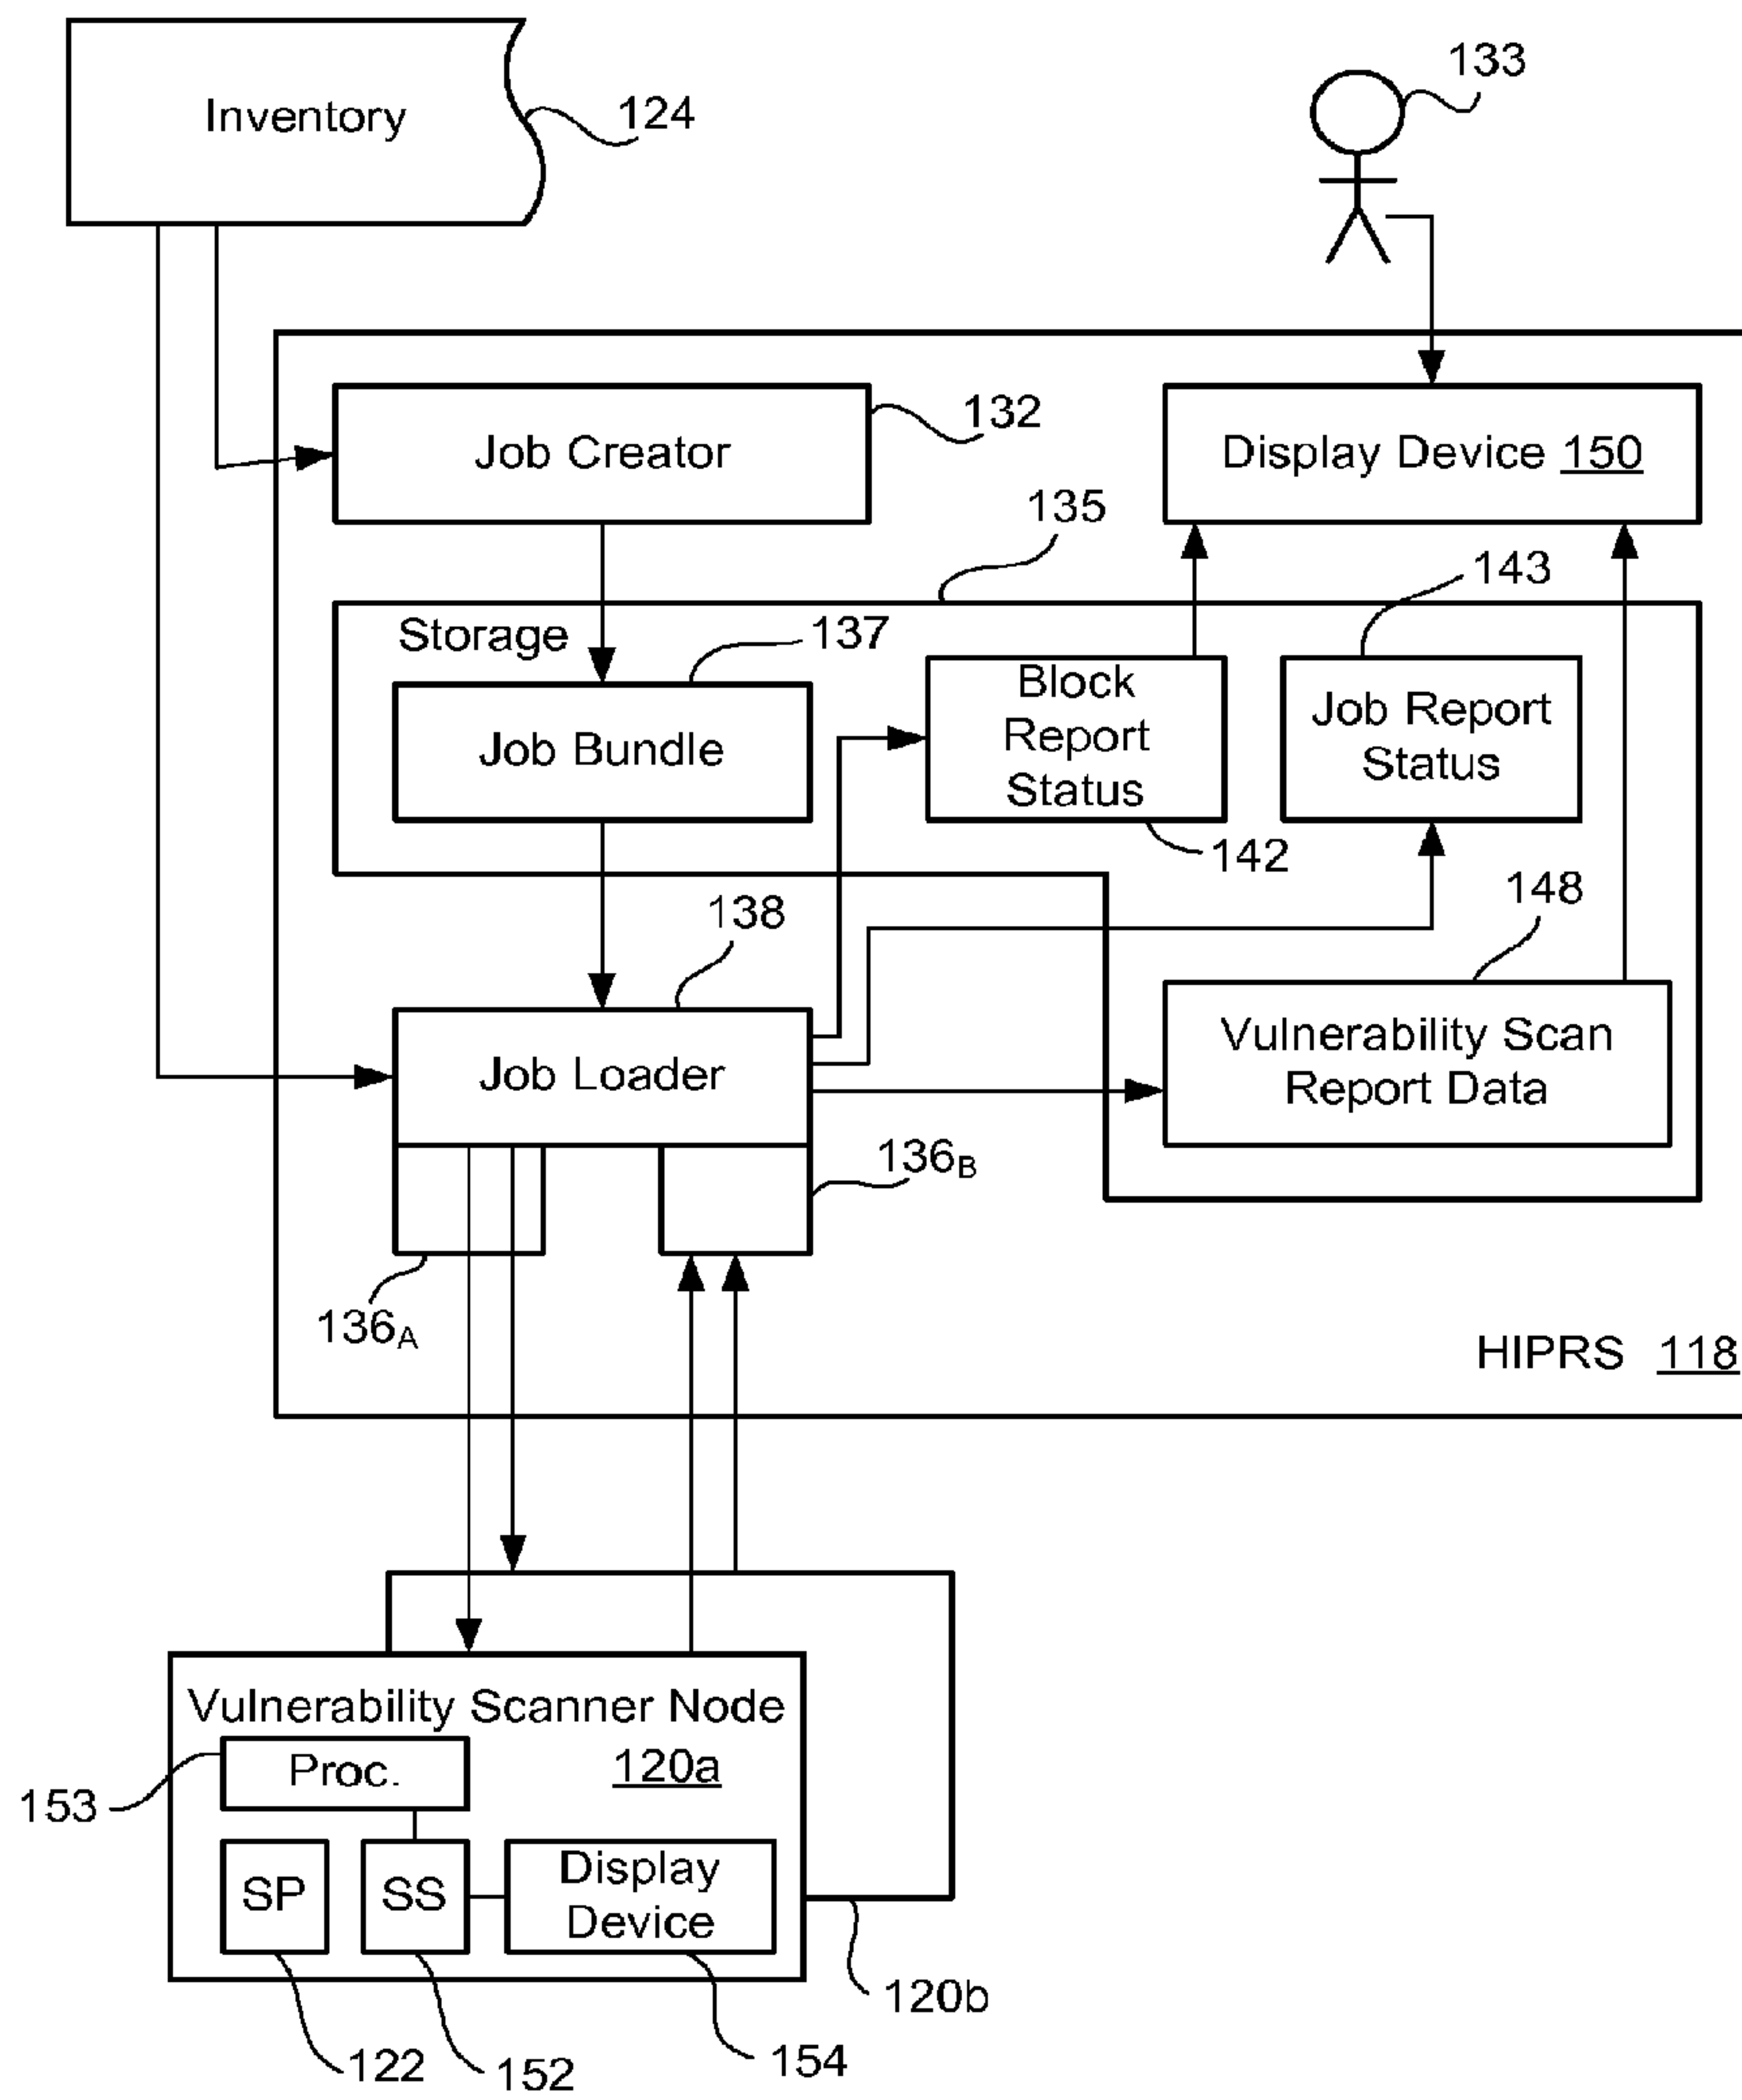 Inventory
124
133
Job Creator
132
Display Device 150
135
143
Storage
137
Job Bundle
Block
Report
Status
Job Report
Status
142
138
148
Job Loader
Vulnerability Scan
Report Data
136B
136A
HIPRS 118
Vulnerability Scanner Node
120a
Proc.
153
SP
SS
Display
Device
120b
122
152
154